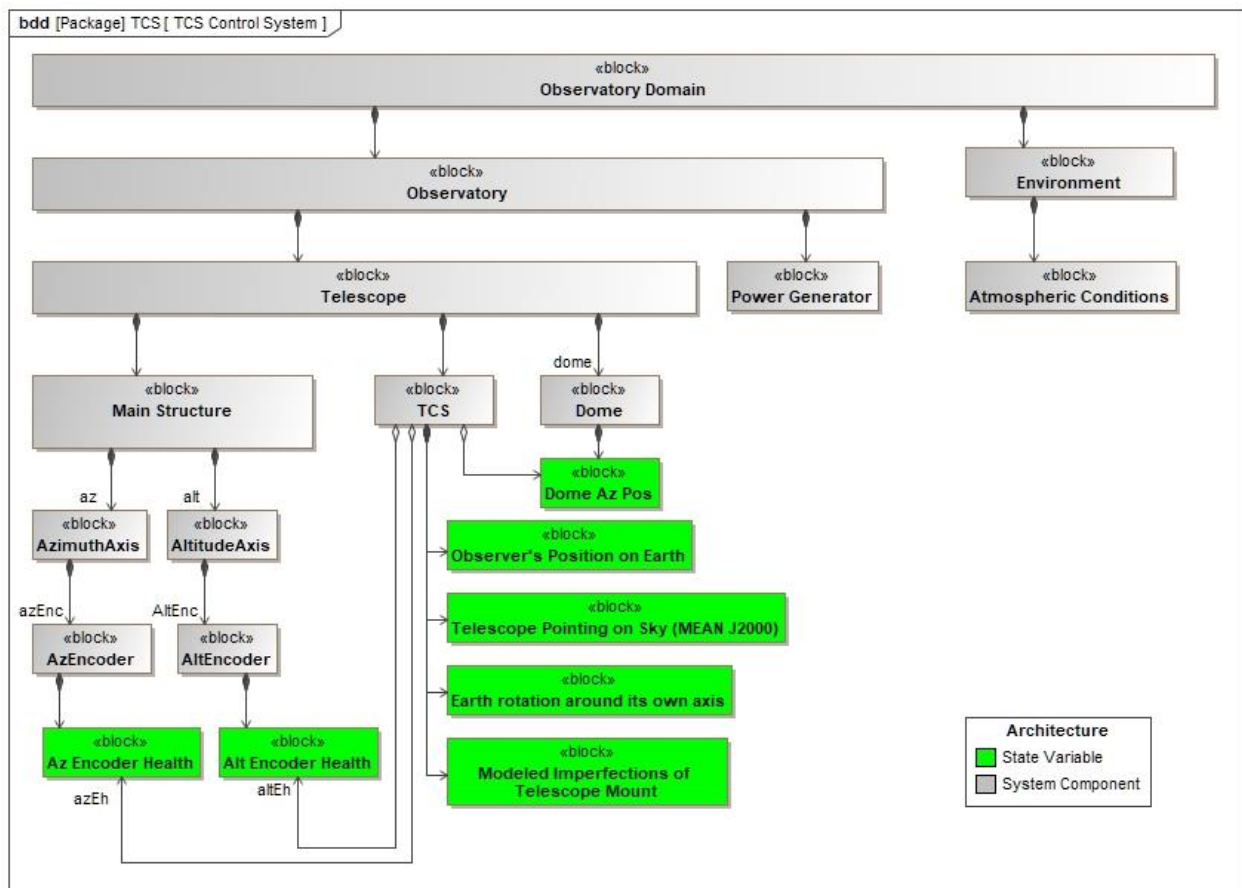 bdd [Package] TCS [ TCS Control System ]
«block»
Observatory Domain
«block»
Observatory
«block»
Environment
«block»
Telescope
«block»
Power Generator
«block»
Atmospheric Conditions
dome
«block»
Main Structure
«block»
TCS
«block»
Dome
«block»
Dome Az Pos
az
alt
«block»
AzimuthAxis
«block»
AltitudeAxis
«block»
Observer's Position on Earth
azEnc
AltEnc
«block»
Telescope Pointing on Sky (MEAN J2000)
«block»
AzEncoder
«block»
AltEncoder
«block»
Earth rotation around its own axis
«block»
Az Encoder Health
«block»
Alt Encoder Health
«block»
Modeled Imperfections of
Telescope Mount
azEh
altEh
Architecture
State Variable
System Component